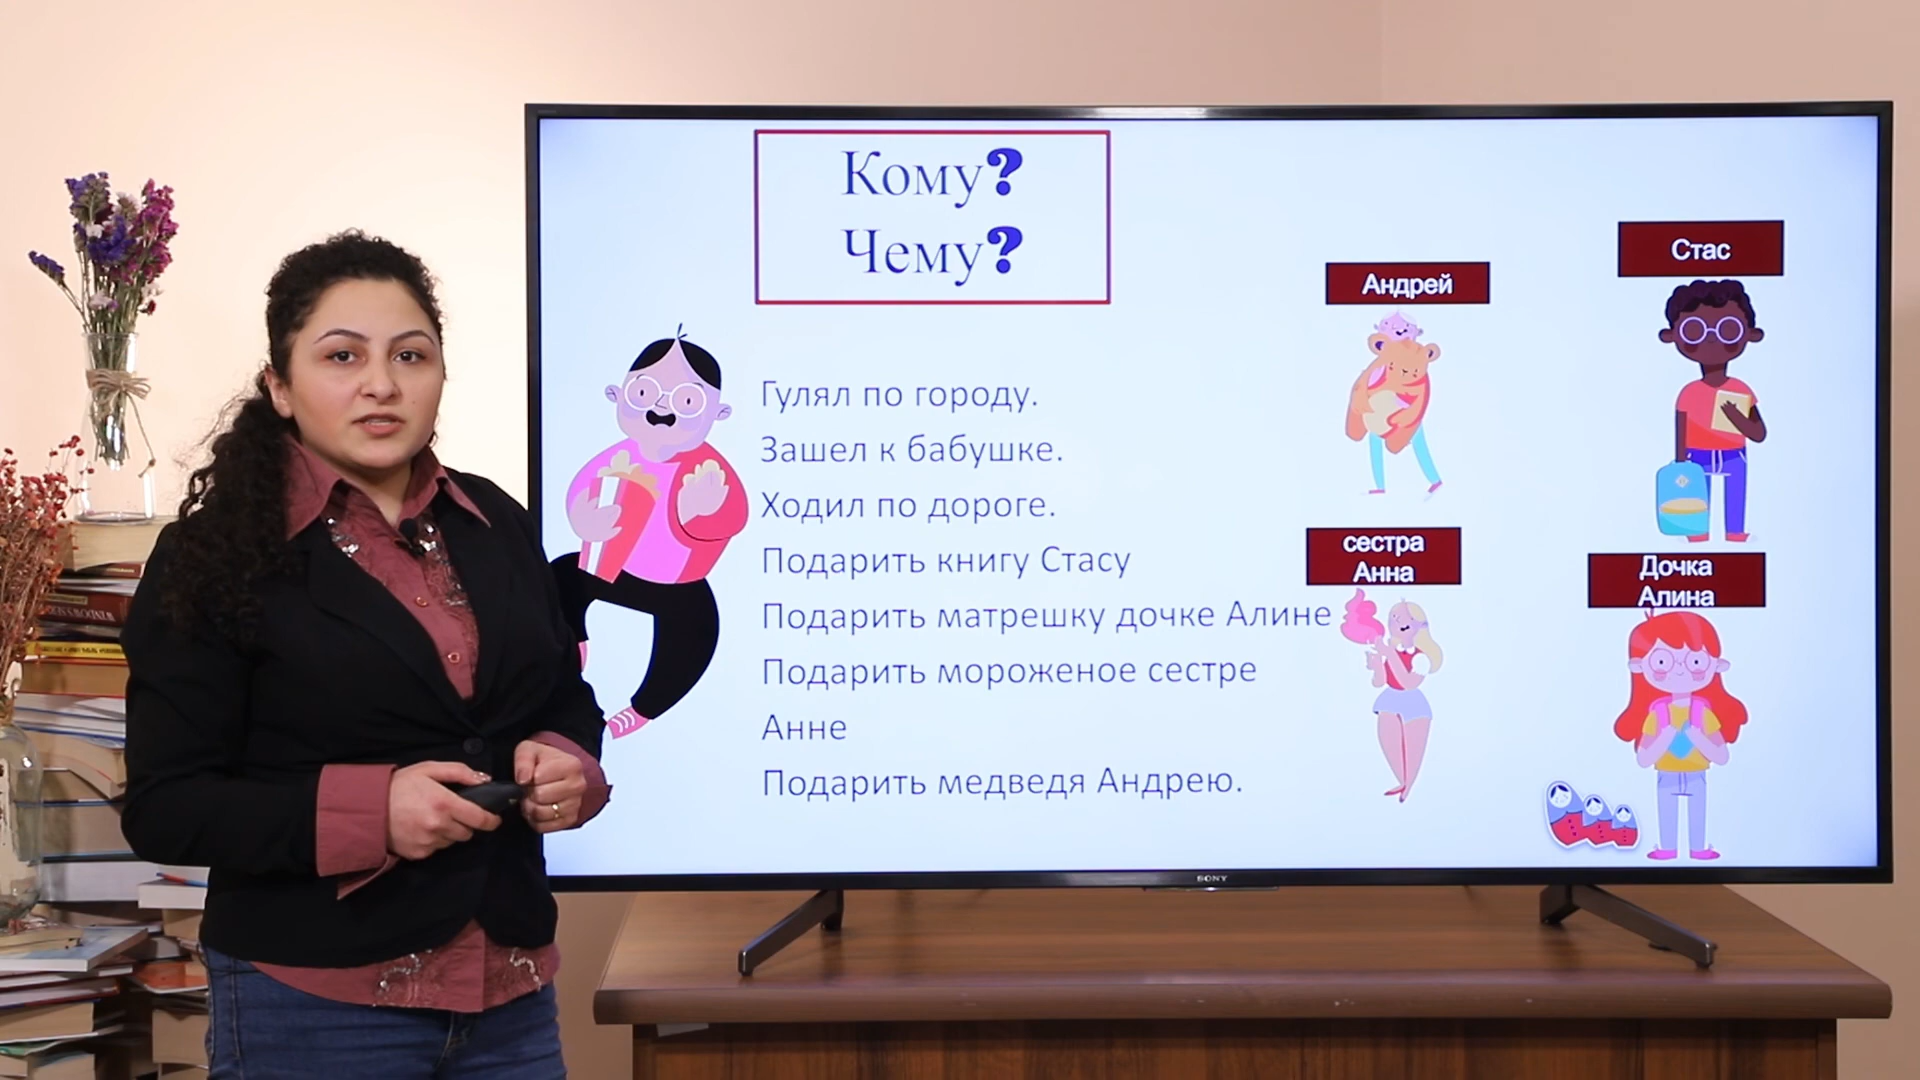 Кому?
Чему?
Гулял по городу.
Зашел к бабушке.
Ходил по дороге.
Подарить книгу Стасу
Подарить матрешку дочке Алине
Подарить мороженое сестре
Анне
Подарить медведя Андрею.
Андрей
Стас
сестра
Анна
Дочка
Алина
SONY